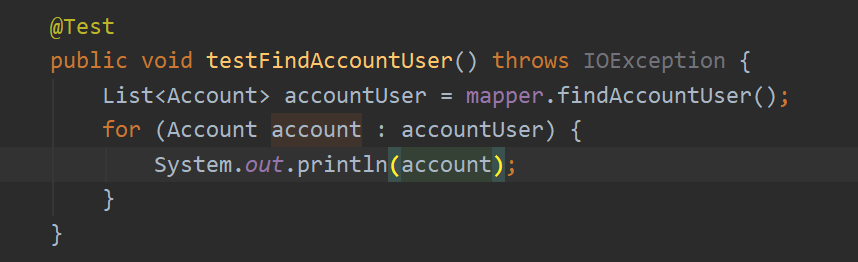 @Test
public void testFindAccountUser() throws IOException {
List<Account> accountUser = mapper.findAccountUser();
for (Account account : accountUser) {
System.out.println(account);
}
}